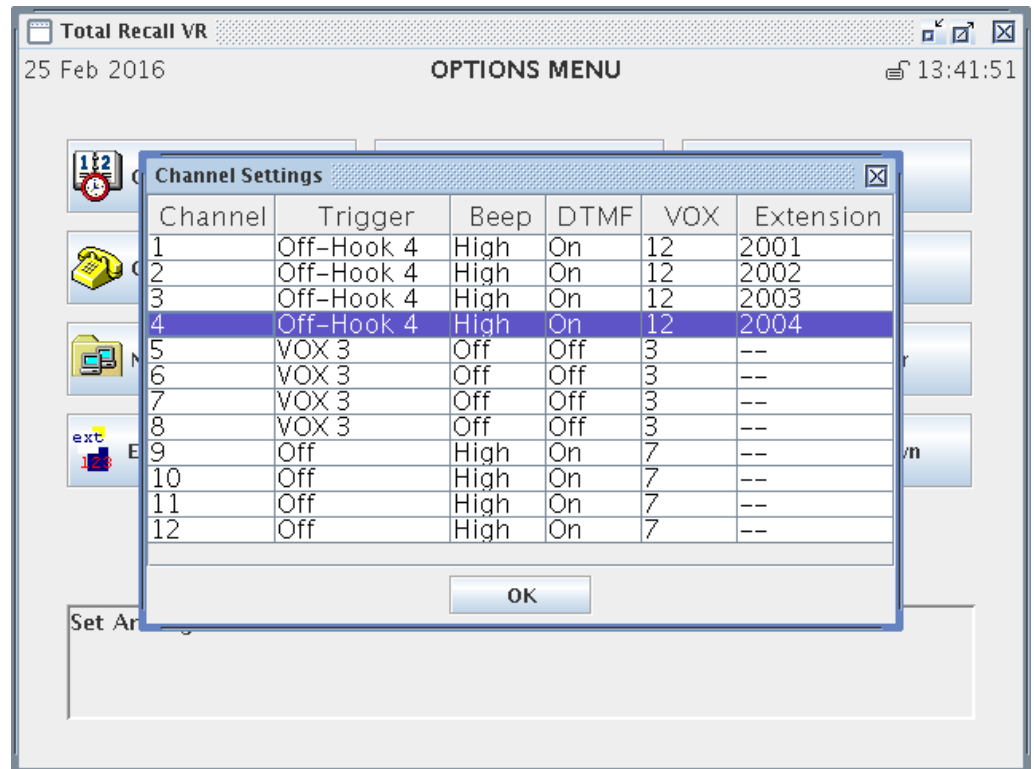 Total Recall VR
25 Feb 2016 OPTIONS MENU 13:41:51
Channel Settings
Channel Trigger Beep DTMF VOX Extension
1 Off-Hook 4 High On 12 2001
2 Off-Hook 4 High On 12 2002
3 Off-Hook 4 High On 12 2003
4 Off-Hook 4 High On 12 2004
5 VOX 3 Off Off 3 --
6 VOX 3 Off Off 3 --
7 VOX 3 Off Off 3 --
8 VOX 3 Off Off 3 --
9 Off High On 7 --
10 Off High On 7 --
11 Off High On 7 --
12 Off High On 7 --
ext
123
OK
Set